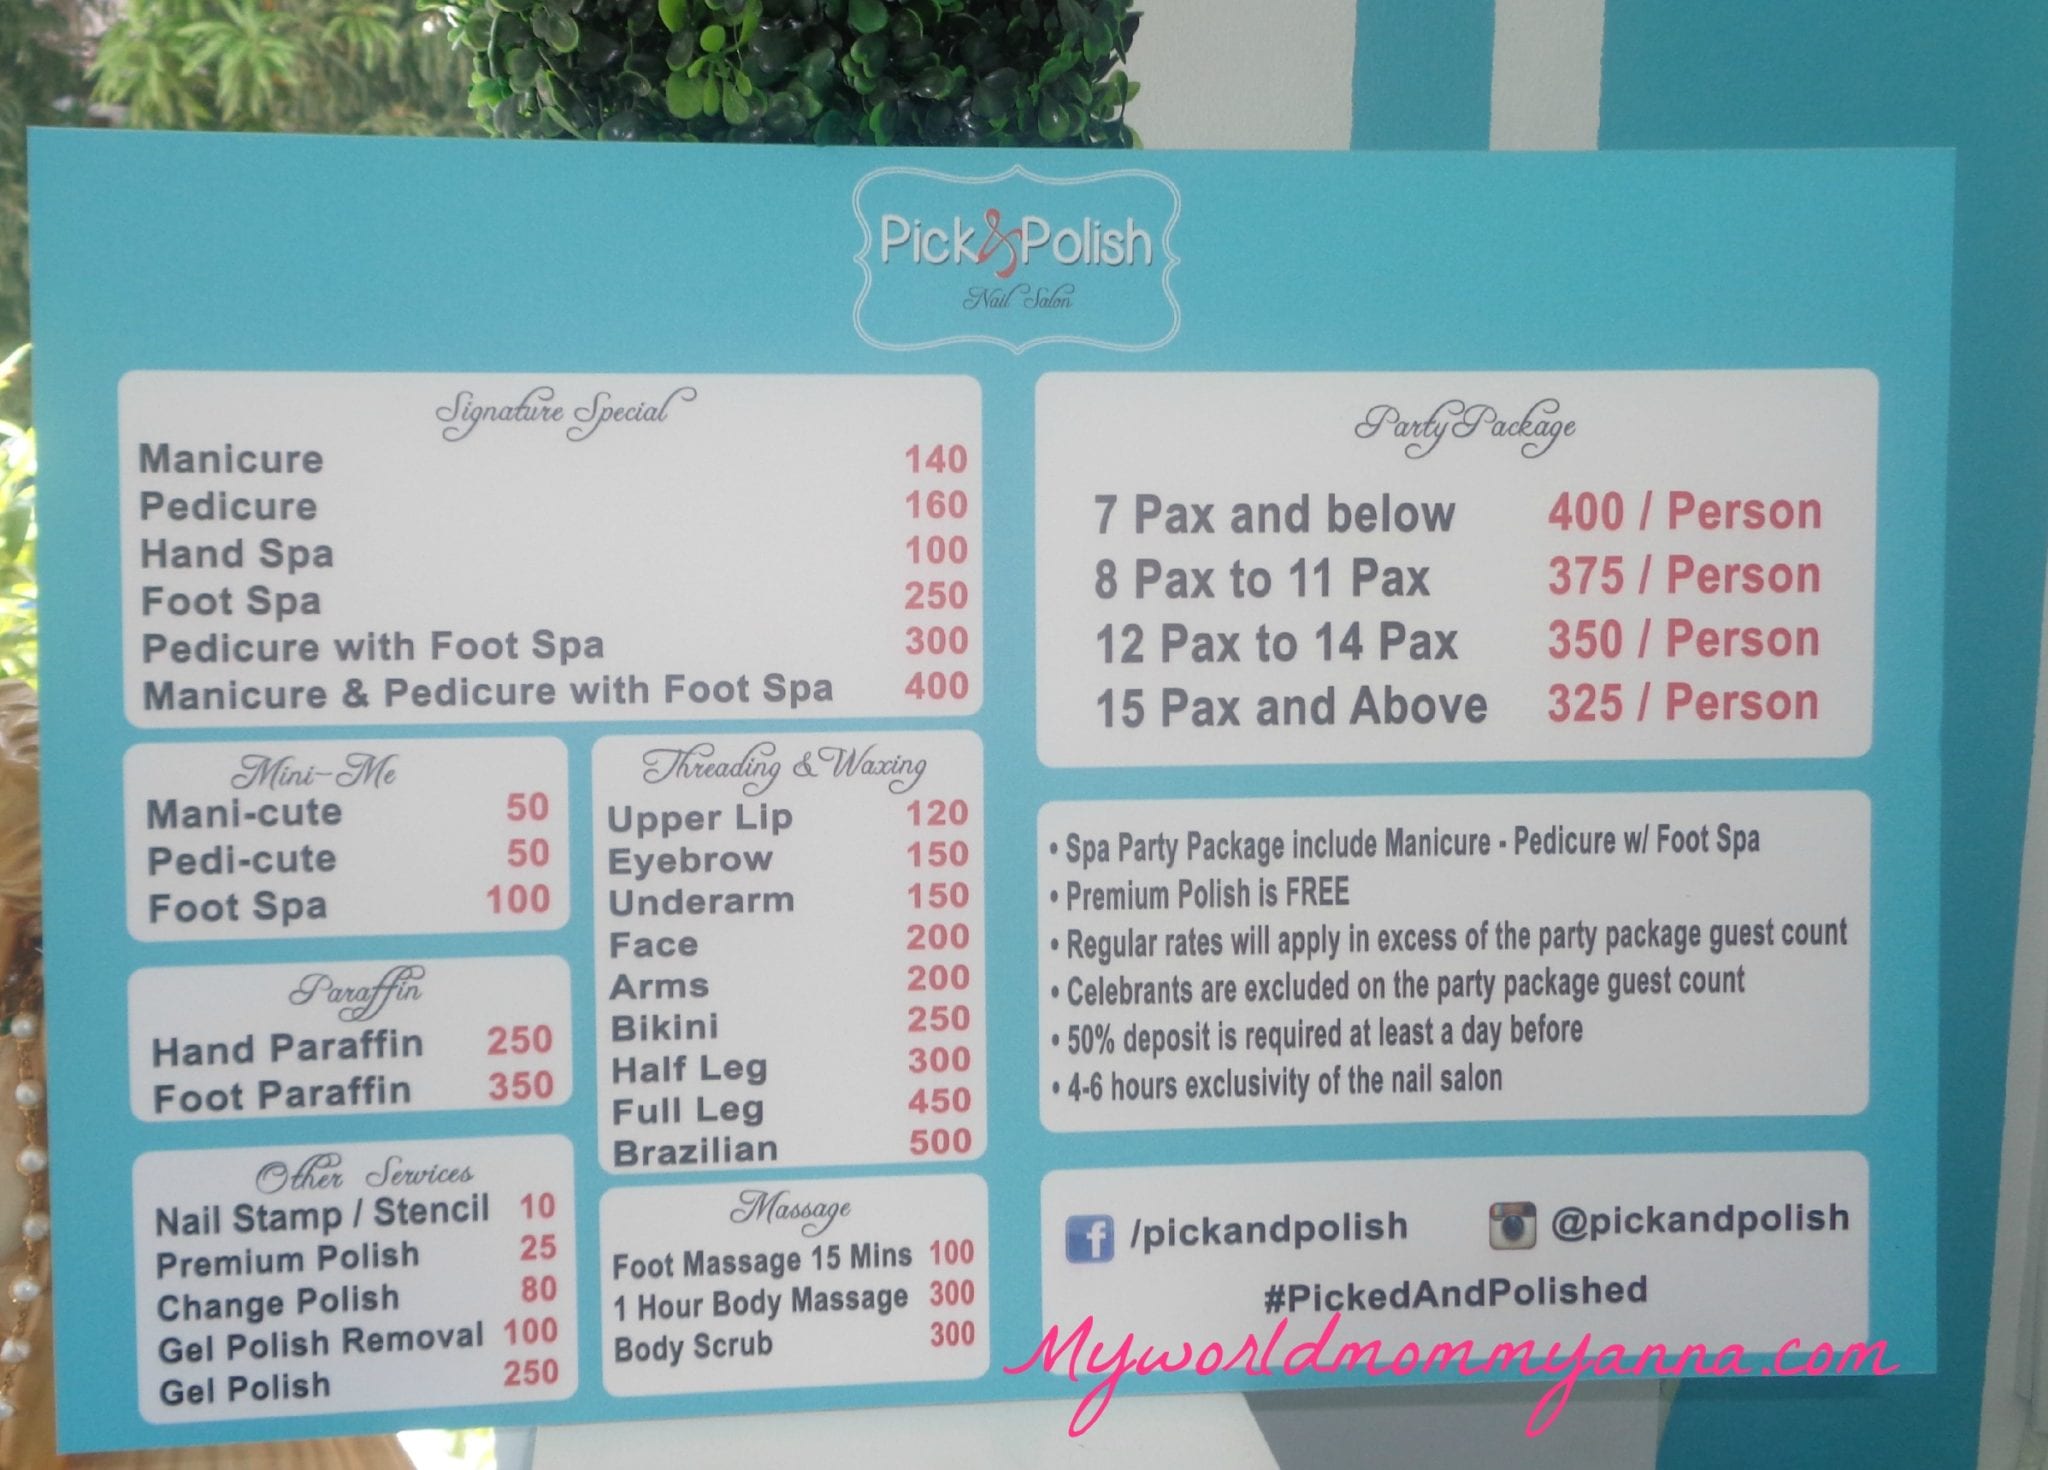 Pick & Polish
Nail Salon
Signature Special
Manicure 140
Pedicure 160
Hand Spa 100
Foot Spa 250
Pedicure with Foot Spa 300
Manicure & Pedicure with Foot Spa 400
Mini-Me
Mani-cute 50
Pedi-cute 50
Foot Spa 100
Paraffin
Hand Paraffin 250
Foot Paraffin 350
Other Services
Nail Stamp / Stencil 10
Premium Polish 25
Change Polish 80
Gel Polish Removal 100
Gel Polish 250
Threading & Waxing
Upper Lip 120
Eyebrow 150
Underarm 150
Face 200
Arms 200
Bikini 250
Half Leg 300
Full Leg 450
Brazilian 500
Massage
Foot Massage 15 Mins 100
1 Hour Body Massage 300
Body Scrub 300
Party Package
7 Pax and below 400 / Person
8 Pax to 11 Pax 375 / Person
12 Pax to 14 Pax 350 / Person
15 Pax and Above 325 / Person
• Spa Party Package include Manicure - Pedicure w/ Foot Spa
• Premium Polish is FREE
• Regular rates will apply in excess of the party package guest count
• Celebrants are excluded on the party package guest count
• 50% deposit is required at least a day before
• 4-6 hours exclusivity of the nail salon
f /pickandpolish @pickandpolish
#PickedAndPolished
Myworldmommyanna.com